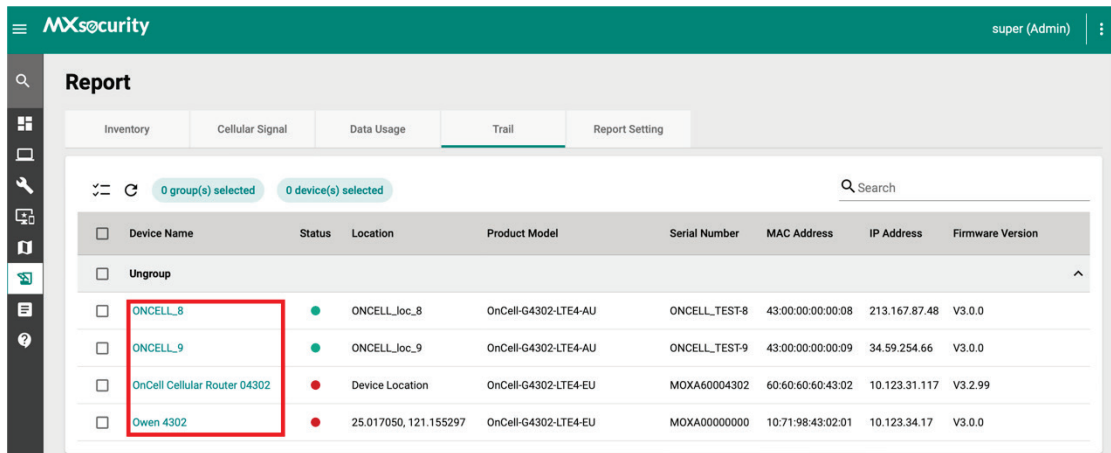 MXsecurity
super (Admin)
Report
Inventory Cellular Signal Data Usage Trail Report Setting
0 group(s) selected 0 device(s) selected Search
Device Name Status Location Product Model Serial Number MAC Address IP Address Firmware Version
Ungroup
ONCELL_8 ONCELL_loc_8 OnCell-G4302-LTE4-AU ONCELL_TEST-8 43:00:00:00:00:08 213.167.87.48 V3.0.0
ONCELL_9 ONCELL_loc_9 OnCell-G4302-LTE4-AU ONCELL_TEST-9 43:00:00:00:00:09 34.59.254.66 V3.0.0
OnCell Cellular Router 04302 Device Location OnCell-G4302-LTE4-EU MOXA60004302 60:60:60:60:43:02 10.123.31.117 V3.2.99
Owen 4302 25.017050, 121.155297 OnCell-G4302-LTE4-EU MOXA00000000 10:71:98:43:02:01 10.123.34.17 V3.0.0